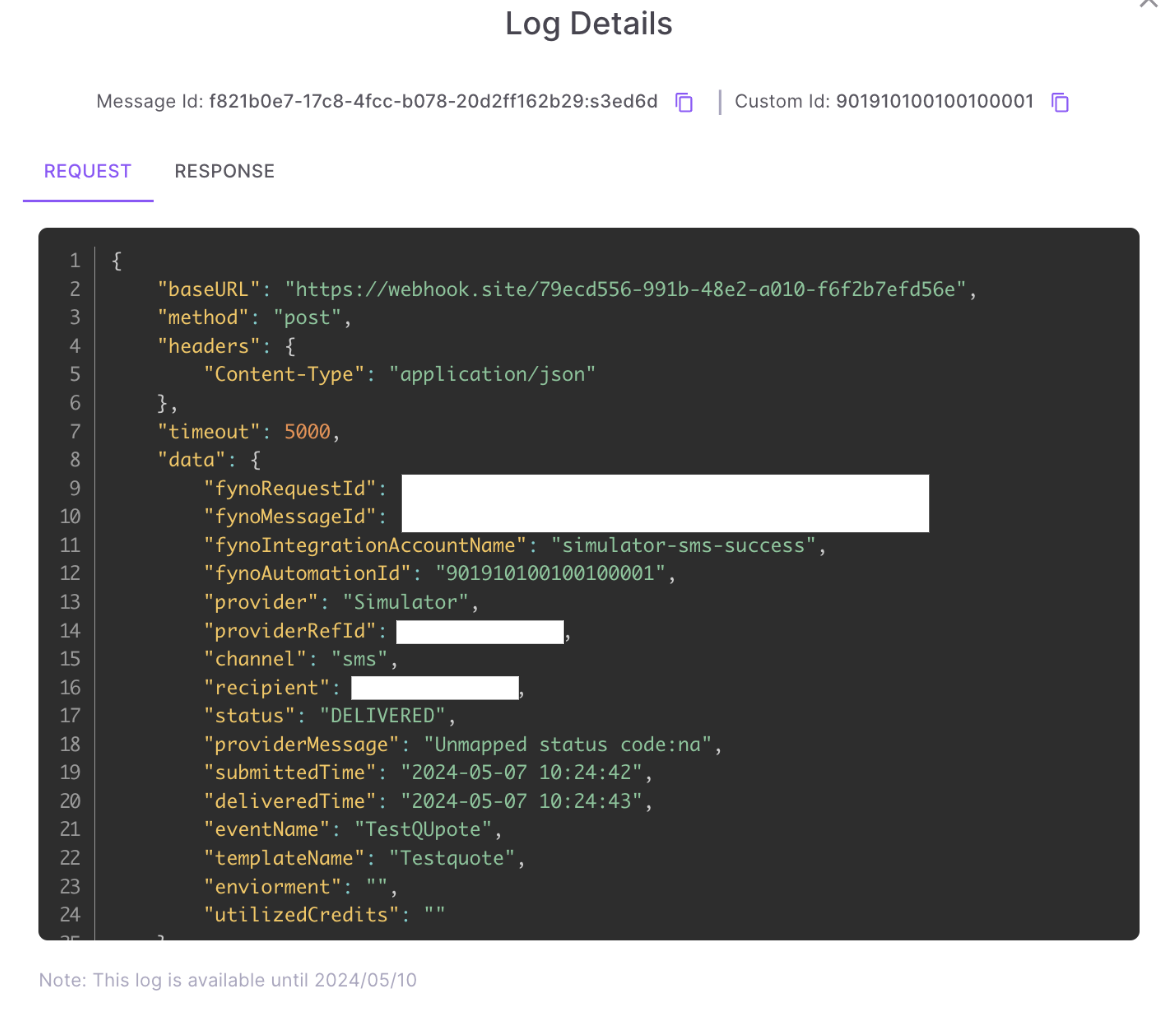 Log Details
Message Id: f821b0e7-17c8-4fcc-b078-20d2ff162b29:s3ed6d | Custom Id: 901910100100100001
REQUEST RESPONSE
1 {
2 "baseURL": "https://webhook.site/79ecd556-991b-48e2-a010-f6f2b7efd56e",
3 "method": "post",
4 "headers": {
5 "Content-Type": "application/json"
6 },
7 "timeout": 5000,
8 "data": {
9 "fynoRequestId":
10 "fynoMessageId":
11 "fynoIntegrationAccountName": "simulator-sms-success",
12 "fynoAutomationId": "901910100100100001",
13 "provider": "Simulator",
14 "providerRefId": ,
15 "channel": "sms",
16 "recipient": ,
17 "status": "DELIVERED",
18 "providerMessage": "Unmapped status code:na",
19 "submittedTime": "2024-05-07 10:24:42",
20 "deliveredTime": "2024-05-07 10:24:43",
21 "eventName": "TestQUpote",
22 "templateName": "Testquote",
23 "enviorment": "",
24 "utilizedCredits": ""
Note: This log is available until 2024/05/10